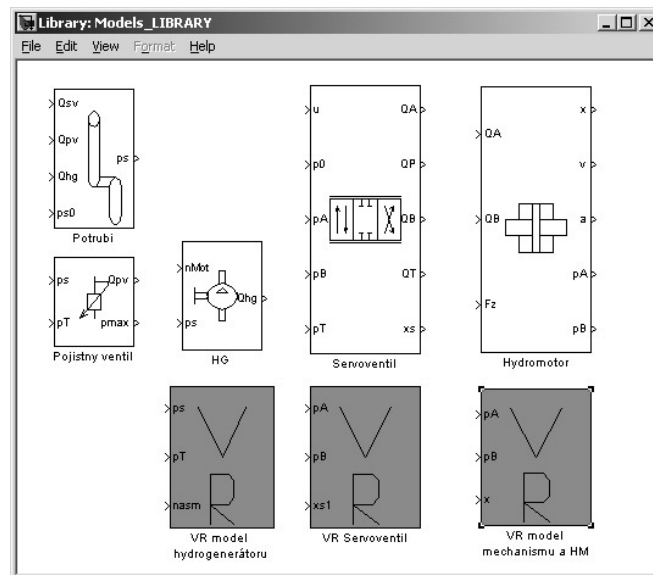 Library: Models_LIBRARY
File Edit View Format Help
Qsv
Qpv
Qhg
ps0
ps
Potrubi
ps
pT
Qpv
pmax
Pojistny ventil
nMot
ps
Qhg
HG
u
p0
pA
pB
pT
QA
QP
QB
QT
xs
Servoventil
QA
QB
Fz
x
v
a
pA
pB
Hydromotor
ps
pT
nasm
V
R
VR model
hydrogenerátoru
pA
pB
xs1
V
R
VR Servoventil
pA
pB
x
V
R
VR model
mechanismu a HM